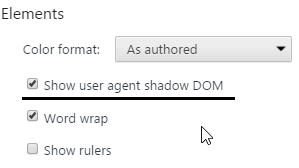 Elements
Color format: As authored
Show user agent shadow DOM
Word wrap
Show rulers